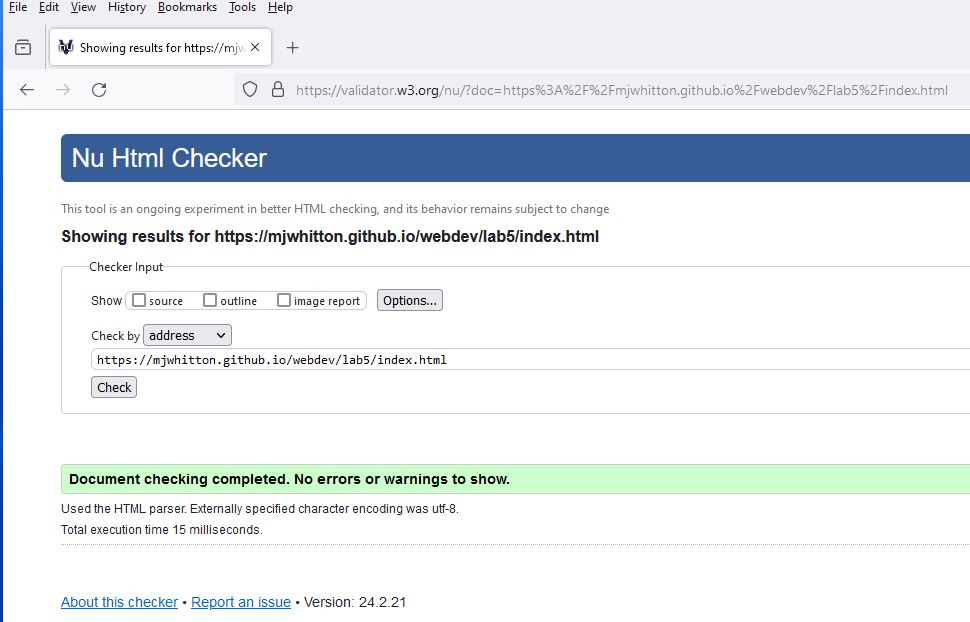 File Edit View History Bookmarks Tools Help
nu Showing results for https://mjw
https://validator.w3.org/nu/?doc=https%3A%2F%2Fmjwhitton.github.io%2Fwebdev%2Flab5%2Findex.html
Nu Html Checker
This tool is an ongoing experiment in better HTML checking, and its behavior remains subject to change
Showing results for https://mjwhitton.github.io/webdev/lab5/index.html
Checker Input
Show source outline image report Options...
Check by address
https://mjwhitton.github.io/webdev/lab5/index.html
Check
Document checking completed. No errors or warnings to show.
Used the HTML parser. Externally specified character encoding was utf-8.
Total execution time 15 milliseconds.
About this checker • Report an issue • Version: 24.2.21